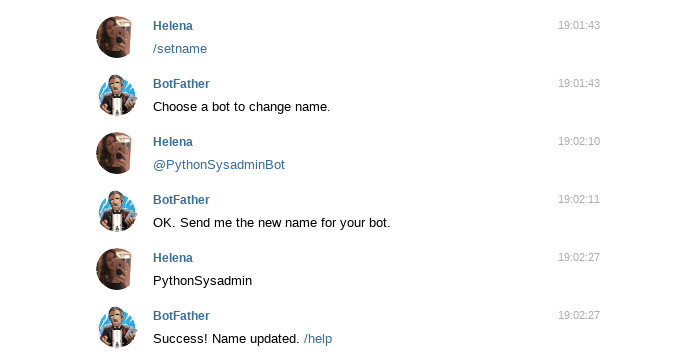 Helena 19:01:43
/setname
BotFather 19:01:43
Choose a bot to change name.
Helena 19:02:10
@PythonSysadminBot
BotFather 19:02:11
OK. Send me the new name for your bot.
Helena 19:02:27
PythonSysadmin
BotFather 19:02:27
Success! Name updated. /help